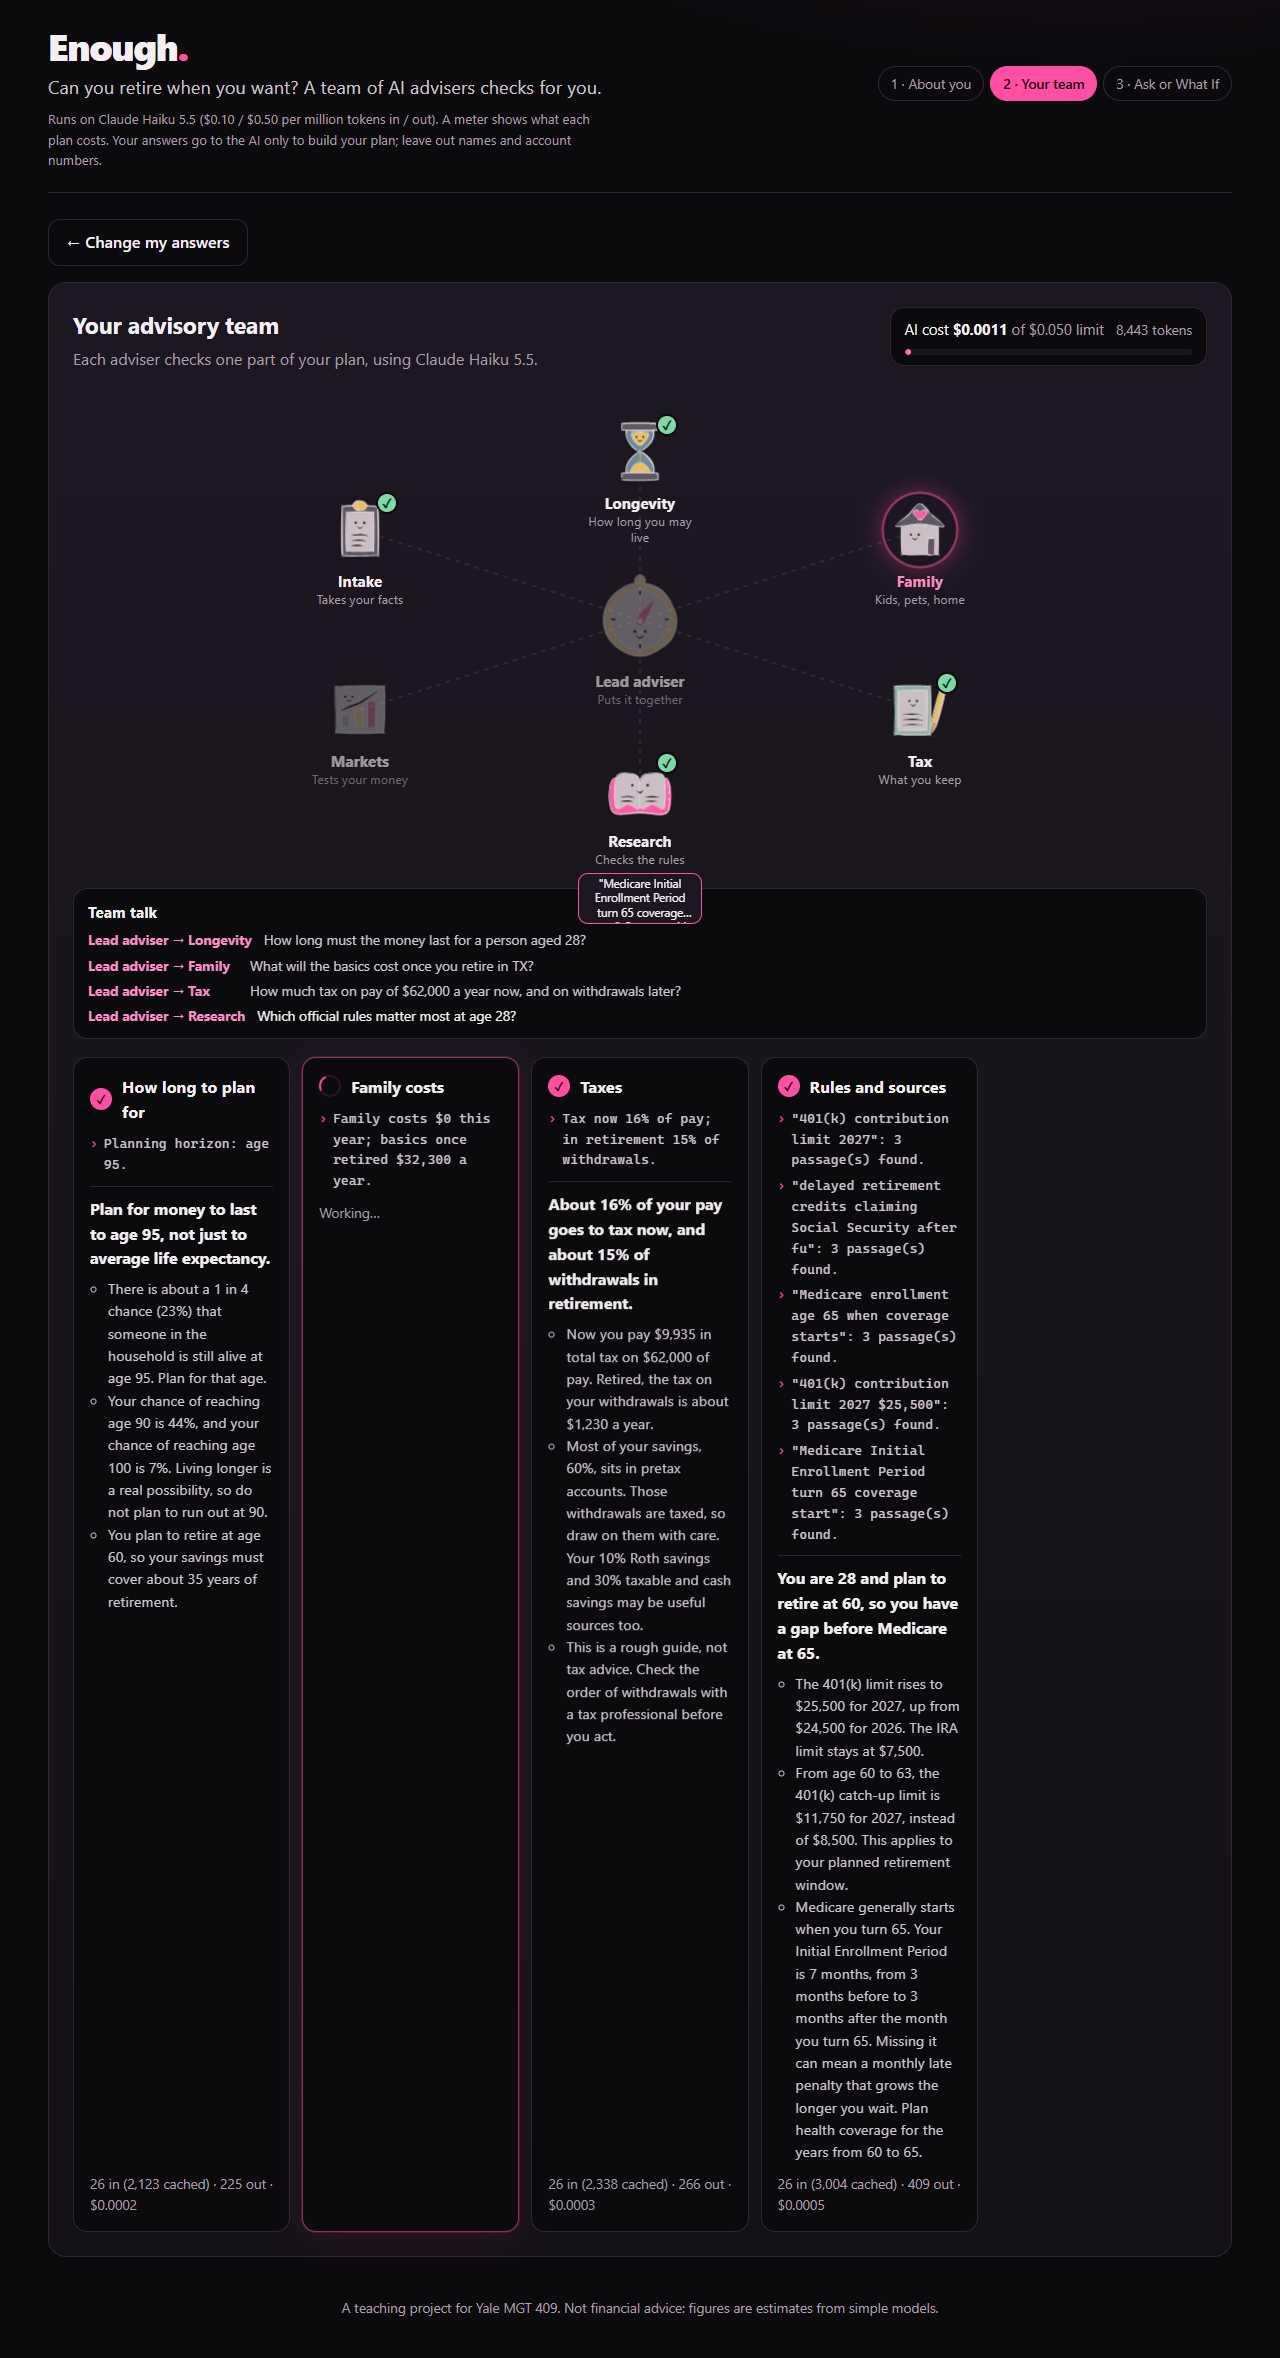 Enough.
Can you retire when you want? A team of AI advisers checks for you.
Runs on Claude Haiku 5.5 ($0.10 / $0.50 per million tokens in / out). A meter shows what each
plan costs. Your answers go to the AI only to build your plan; leave out names and account
numbers.
1 · About you
2 · Your team
3 · Ask or What If
← Change my answers
Your advisory team
Each adviser checks one part of your plan, using Claude Haiku 5.5.
AI cost $0.0011 of $0.050 limit 8,443 tokens
Longevity
How long you may
live
Intake
Takes your facts
Family
Kids, pets, home
Lead adviser
Puts it together
Markets
Tests your money
Tax
What you keep
Research
Checks the rules
"Medicare Initial
Enrollment Period
turn 65 coverage...
Team talk
Lead adviser → Longevity How long must the money last for a person aged 28?
Lead adviser → Family What will the basics cost once you retire in TX?
Lead adviser → Tax How much tax on pay of $62,000 a year now, and on withdrawals later?
Lead adviser → Research Which official rules matter most at age 28?
How long to plan
for
› Planning horizon: age
95.
Plan for money to last
to age 95, not just to
average life expectancy.
There is about a 1 in 4
chance (23%) that
someone in the
household is still alive at
age 95. Plan for that age.
Your chance of reaching
age 90 is 44%, and your
chance of reaching age
100 is 7%. Living longer is
a real possibility, so do
not plan to run out at 90.
You plan to retire at age
60, so your savings must
cover about 35 years of
retirement.
26 in (2,123 cached) · 225 out ·
$0.0002
Family costs
› Family costs $0 this
year; basics once
retired $32,300 a
year.
Working...
Taxes
› Tax now 16% of pay;
in retirement 15% of
withdrawals.
About 16% of your pay
goes to tax now, and
about 15% of
withdrawals in
retirement.
Now you pay $9,935 in
total tax on $62,000 of
pay. Retired, the tax on
your withdrawals is about
$1,230 a year.
Most of your savings,
60%, sits in pretax
accounts. Those
withdrawals are taxed, so
draw on them with care.
Your 10% Roth savings
and 30% taxable and cash
savings may be useful
sources too.
This is a rough guide, not
tax advice. Check the
order of withdrawals with
a tax professional before
you act.
26 in (2,338 cached) · 266 out ·
$0.0003
Rules and sources
› "401(k) contribution
limit 2027": 3
passage(s) found.
› "delayed retirement
credits claiming
Social Security after
fu": 3 passage(s)
found.
› "Medicare enrollment
age 65 when coverage
starts": 3 passage(s)
found.
› "401(k) contribution
limit 2027 $25,500":
3 passage(s) found.
› "Medicare Initial
Enrollment Period
turn 65 coverage
start": 3 passage(s)
found.
You are 28 and plan to
retire at 60, so you have
a gap before Medicare
at 65.
The 401(k) limit rises to
$25,500 for 2027, up from
$24,500 for 2026. The IRA
limit stays at $7,500.
From age 60 to 63, the
401(k) catch-up limit is
$11,750 for 2027, instead
of $8,500. This applies to
your planned retirement
window.
Medicare generally starts
when you turn 65. Your
Initial Enrollment Period
is 7 months, from 3
months before to 3
months after the month
you turn 65. Missing it
can mean a monthly late
penalty that grows the
longer you wait. Plan
health coverage for the
years from 60 to 65.
26 in (3,004 cached) · 409 out ·
$0.0005
A teaching project for Yale MGT 409. Not financial advice: figures are estimates from simple models.